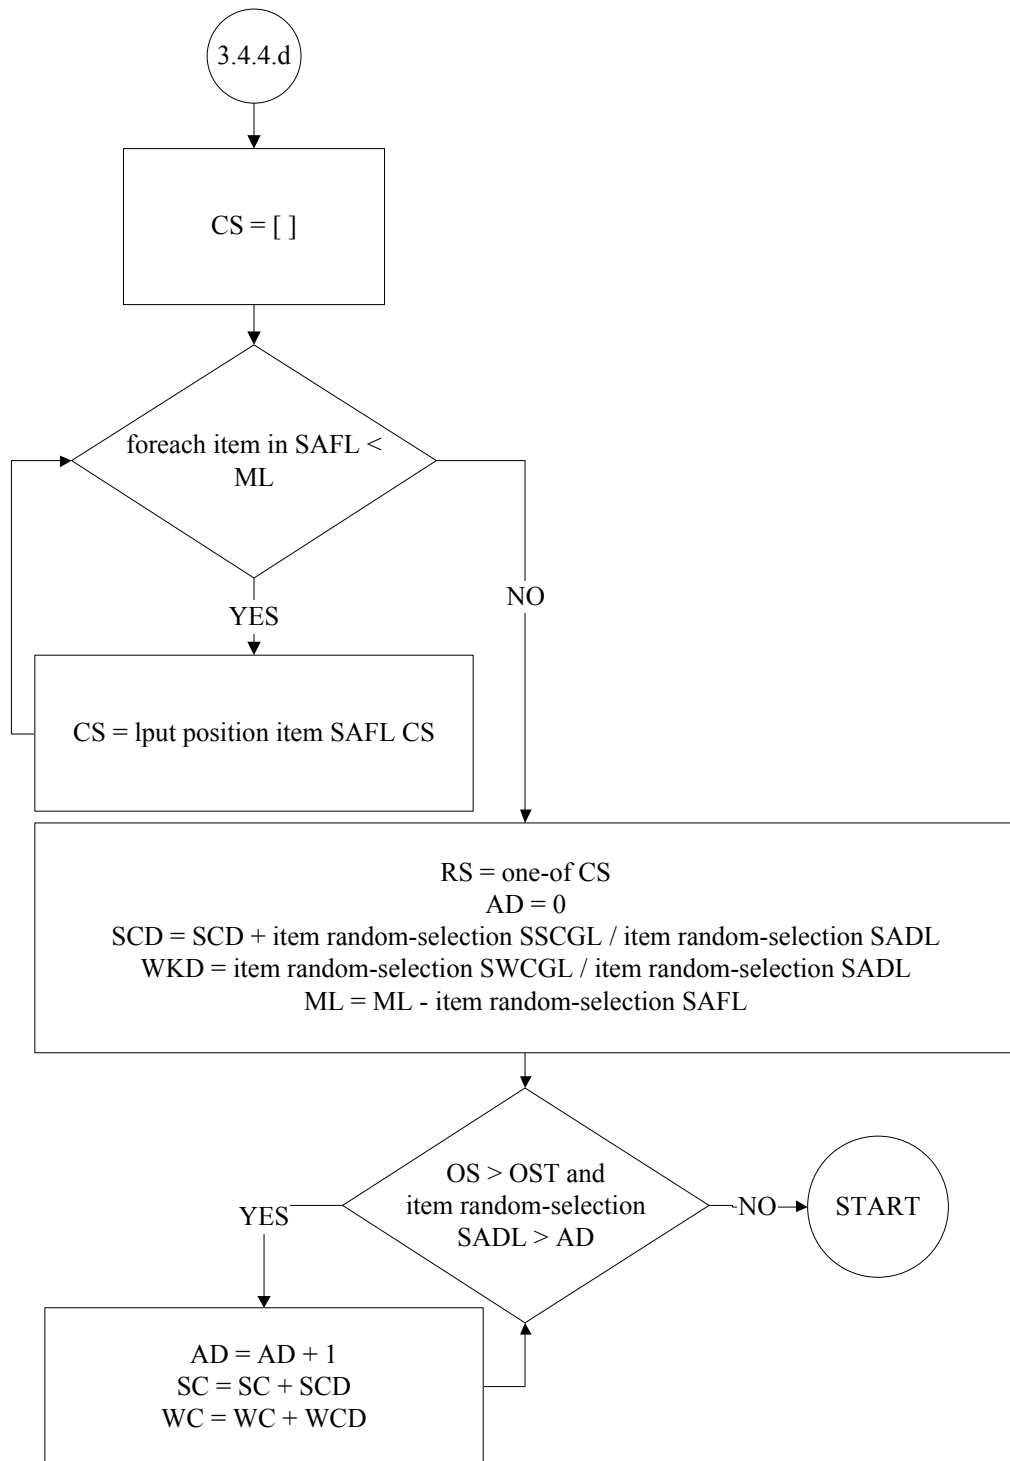 3.4.4.d
CS = [ ]
foreach item in SAFL <
ML
YES
NO
CS = lput position item SAFL CS
RS = one-of CS
AD = 0
SCD = SCD + item random-selection SSCGL / item random-selection SADL
WKD = item random-selection SWCGL / item random-selection SADL
ML = ML - item random-selection SAFL
OS > OST and
item random-selection
SADL > AD
YES
NO
START
AD = AD + 1
SC = SC + SCD
WC = WC + WCD